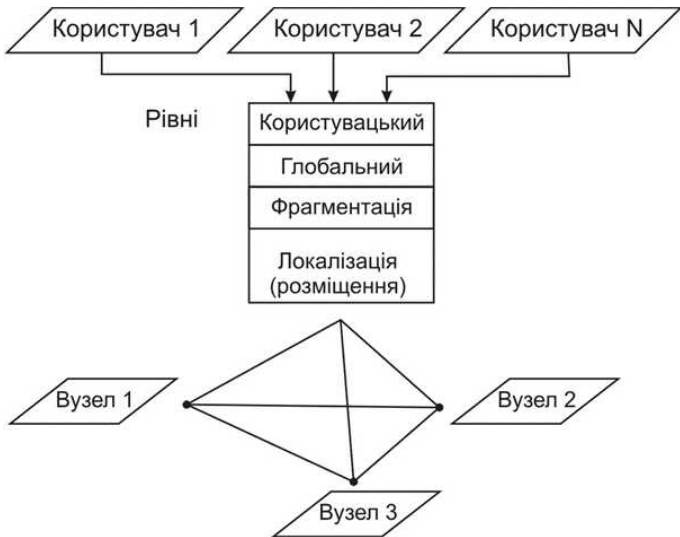 Користувач 1
Користувач 2
Користувач N
Рівні
Користувацький
Глобальний
Фрагментація
Локалізація
(розміщення)
Вузел 1
Вузел 2
Вузел 3